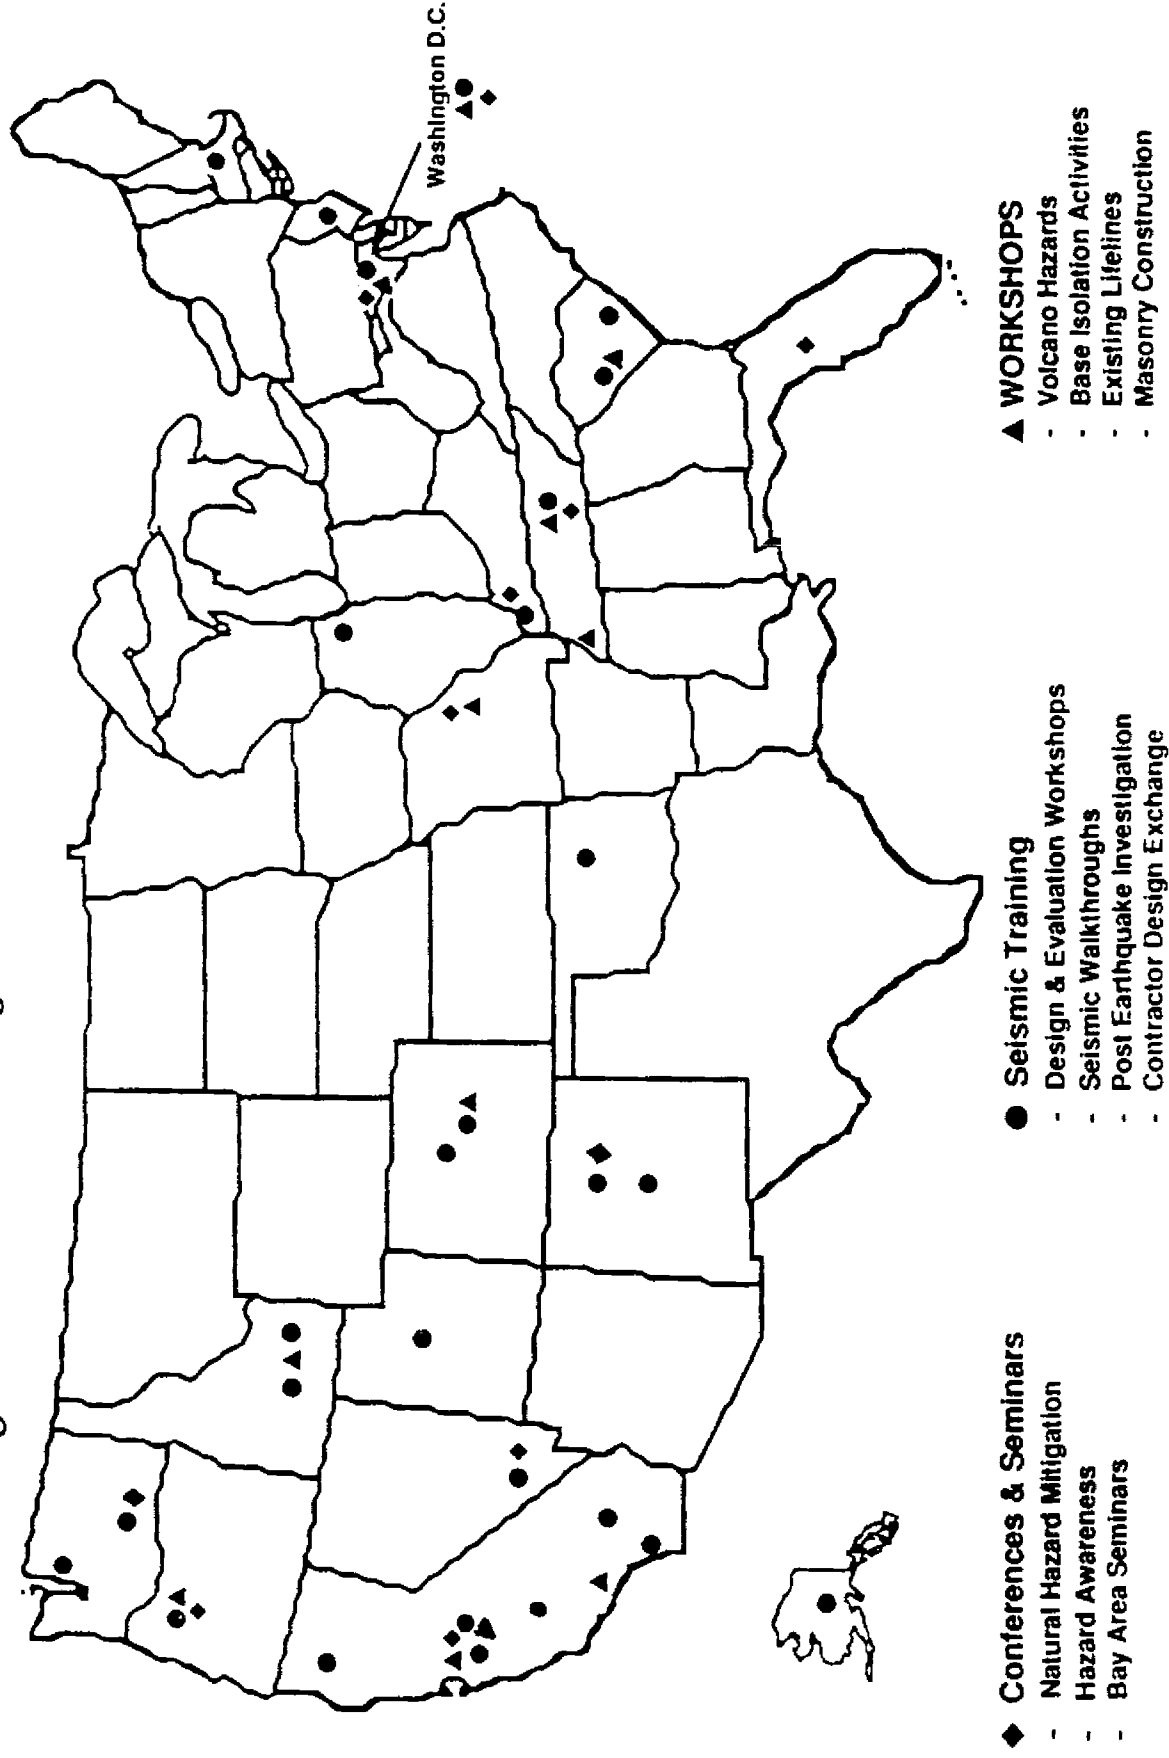 Washington D.C.
◆ Conferences & Seminars
- Natural Hazard Mitigation
- Hazard Awareness
- Bay Area Seminars
● Seismic Training
- Design & Evaluation Workshops
- Seismic Walkthroughs
- Post Earthquake Investigation
- Contractor Design Exchange
▲ WORKSHOPS
- Volcano Hazards
- Base Isolation Activities
- Existing Lifelines
- Masonry Construction